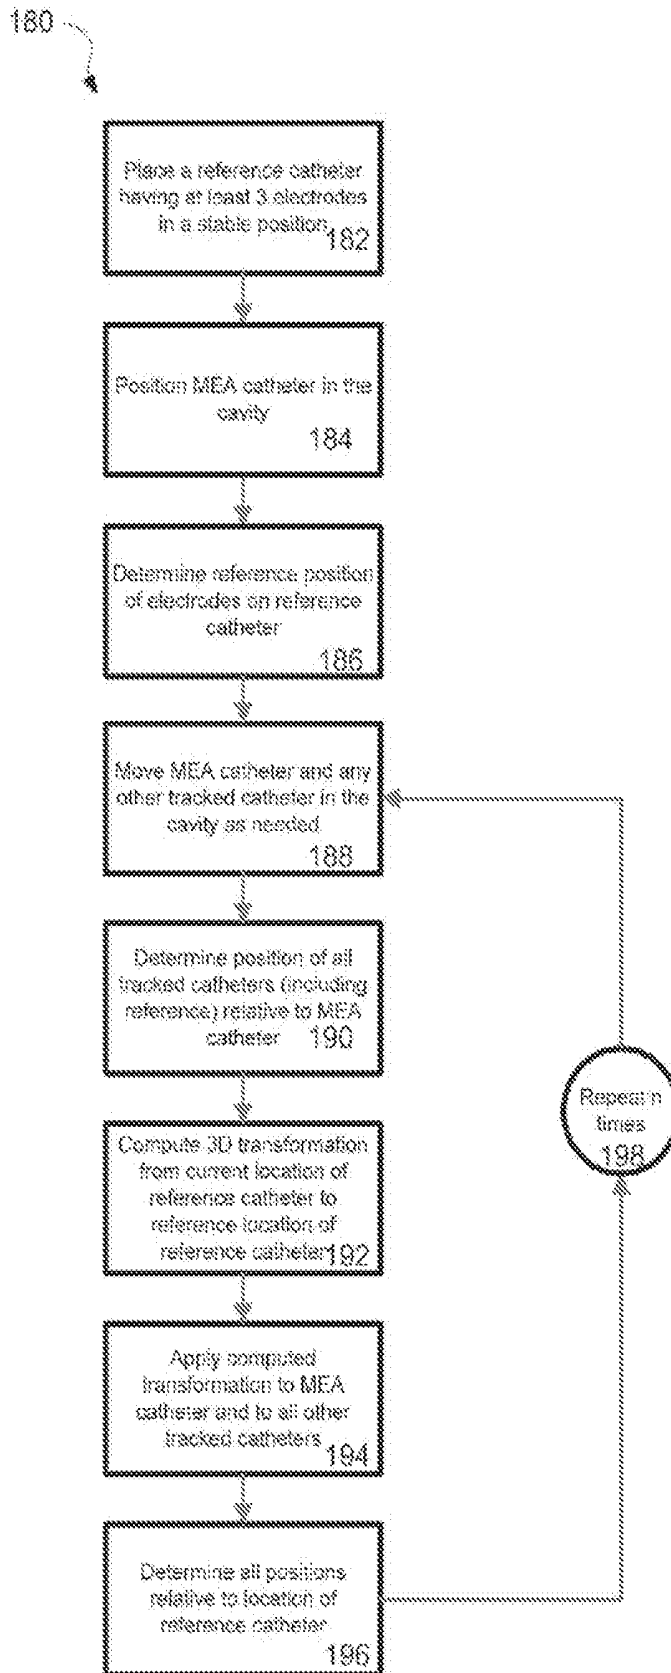 180
Place a reference catheter
having at least 3 electrodes
in a stable position
182
Position MEA catheter in the
cavity
184
Determine reference position
of electrodes on reference
catheter
186
Move MEA catheter and any
other tracked catheter in the
cavity as needed
188
Determine position of all
tracked catheters (including
reference) relative to MEA
catheter 190
Compute 3D transformation
from current location of
reference catheter to
reference location of
reference catheter 192
Apply computed
transformation to MEA
catheter and to all other
tracked catheters
194
Determine all positions
relative to location of
reference catheter
196
Repeat n
times
198